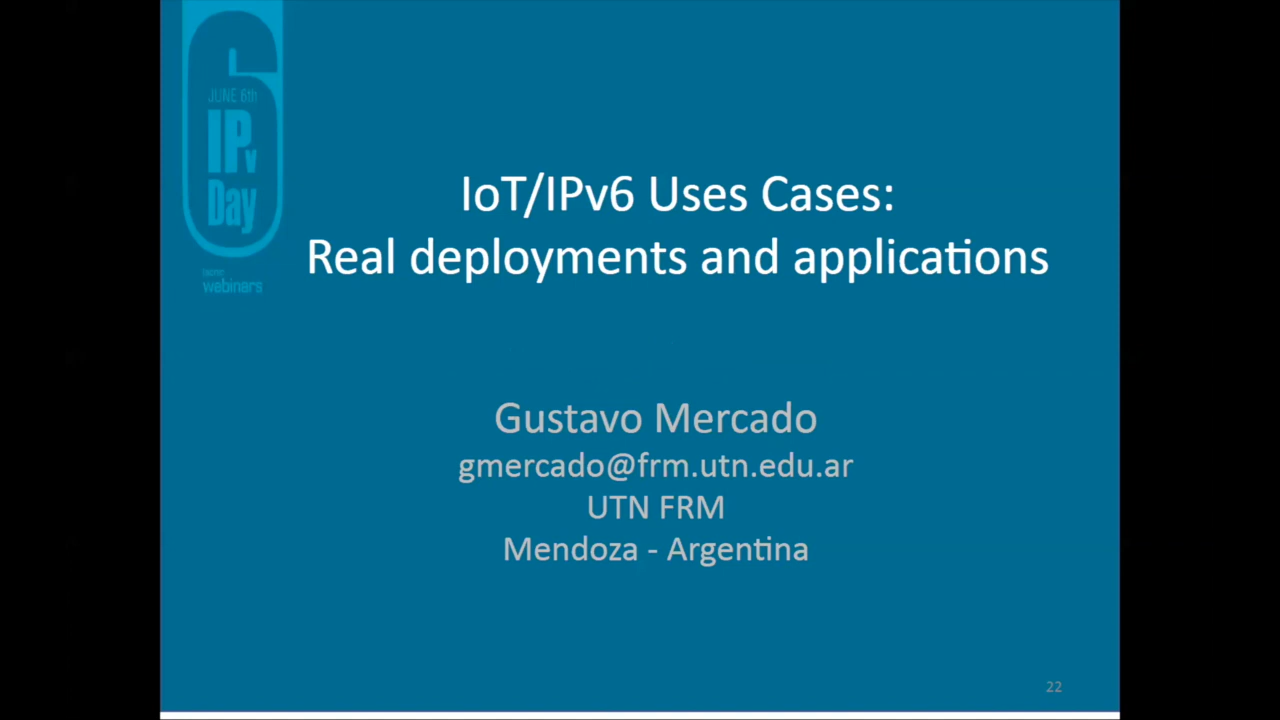 JUNE 6th
IPv
Day
webinars
IoT/IPv6 Uses Cases:
Real deployments and applications
Gustavo Mercado
gmercado@frm.utn.edu.ar
UTN FRM
Mendoza - Argentina
22